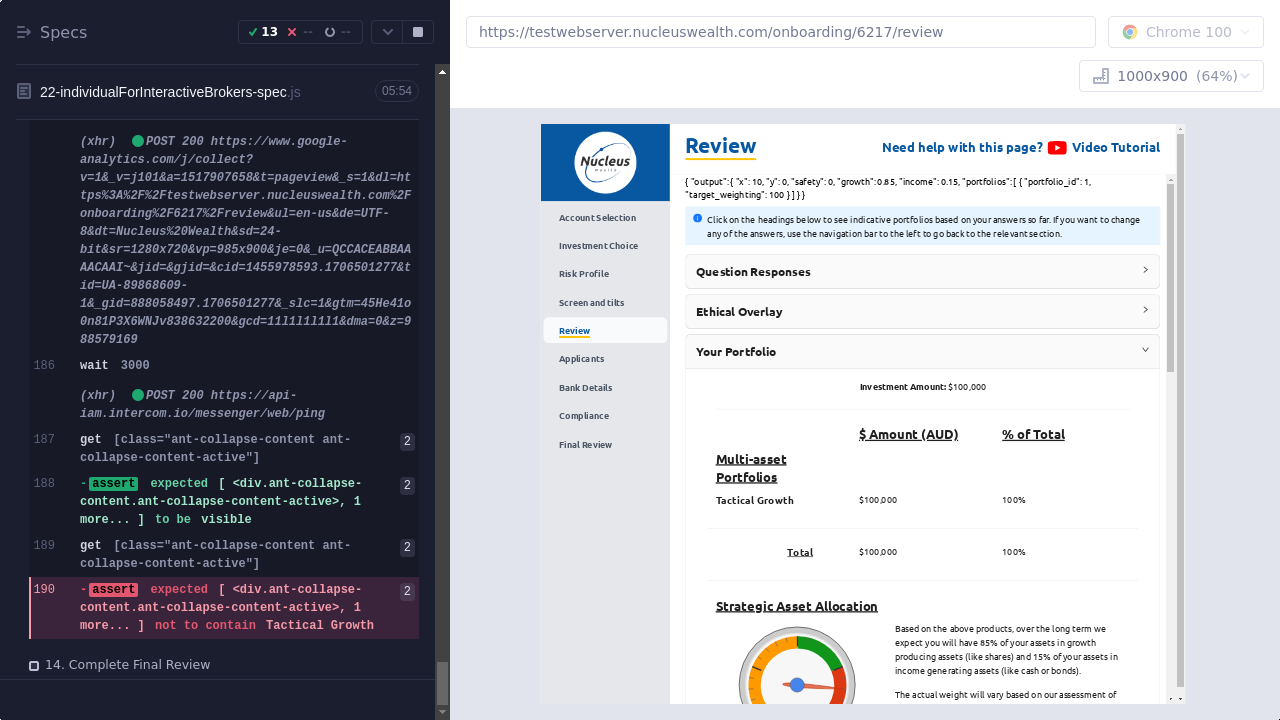 Specs
13
--
--
22-individualForInteractiveBrokers-spec.js
05:54
(xhr) POST 200 https://www.google-
analytics.com/j/collect?
v=1&_v=j101&a=1517907658&t=pageview&_s=1&dl=ht
tps%3A%2F%2Ftestwebserver.nucleuswealth.com%2F
onboarding%2F6217%2Freview&ul=en-us&de=UTF-
8&dt=Nucleus%20Wealth&sd=24-
bit&sr=1280x720&vp=985x900&je=0&_u=QCCACEABBAA
AACAAI~&jid=&gjid=&cid=1455978593.1706501277&t
id=UA-89868609-
1&_gid=888058497.1706501277&_slc=1&gtm=45He41o
0n81P3X6WNJv838632200&gcd=11l1l1l1l1&dma=0&z=9
88579169
186 wait 3000
(xhr) POST 200 https://api-
iam.intercom.io/messenger/web/ping
187 get [class="ant-collapse-content ant-
collapse-content-active"] 2
188 -assert expected [ <div.ant-collapse-
content.ant-collapse-content-active>, 1
more... ] to be visible 2
189 get [class="ant-collapse-content ant-
collapse-content-active"] 2
190 -assert expected [ <div.ant-collapse-
content.ant-collapse-content-active>, 1
more... ] not to contain Tactical Growth 2
14. Complete Final Review
https://testwebserver.nucleuswealth.com/onboarding/6217/review
Chrome 100
1000x900 (64%)
Nucleus
Wealth
Account Selection
Investment Choice
Risk Profile
Screen and tilts
Review
Applicants
Bank Details
Compliance
Final Review
Review
Need help with this page? Video Tutorial
{ "output": { "x": 10, "y": 0, "safety": 0, "growth": 0.85, "income": 0.15, "portfolios": [ { "portfolio_id": 1,
"target_weighting": 100 } ] } }
Click on the headings below to see indicative portfolios based on your answers so far. If you want to change
any of the answers, use the navigation bar to the left to go back to the relevant section.
Question Responses
Ethical Overlay
Your Portfolio
Investment Amount: $100,000
$ Amount (AUD) % of Total
Multi-asset
Portfolios
Tactical Growth $100,000 100%
Total $100,000 100%
Strategic Asset Allocation
Based on the above products, over the long term we
expect you will have 85% of your assets in growth
producing assets (like shares) and 15% of your assets in
income generating assets (like cash or bonds).
The actual weight will vary based on our assessment of